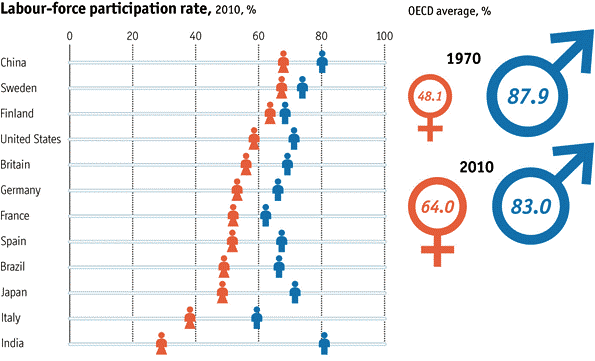 Labour-force participation rate, 2010, %
0 20 40 60 80 100
China
Sweden
Finland
United States
Britain
Germany
France
Spain
Brazil
Japan
Italy
India
OECD average, %
1970
48.1
87.9
2010
64.0
83.0